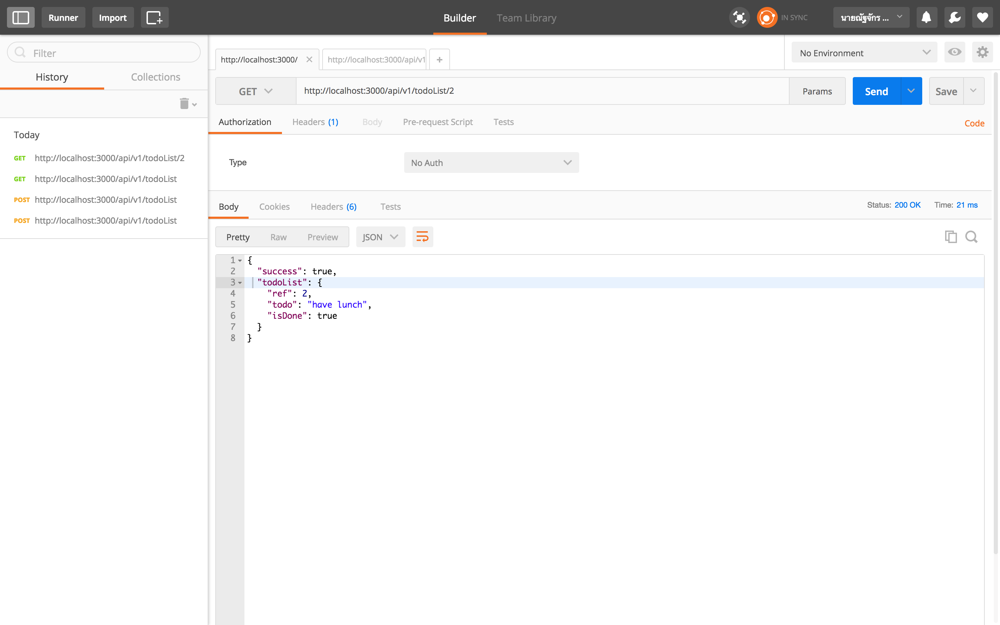 Runner Import Builder Team Library IN SYNC นายณัฐจักร ...
Filter
History Collections
Today
GET http://localhost:3000/api/v1/todoList/2
GET http://localhost:3000/api/v1/todoList
POST http://localhost:3000/api/v1/todoList
POST http://localhost:3000/api/v1/todoList
http://localhost:3000/ http://localhost:3000/api/v1 +
No Environment
GET http://localhost:3000/api/v1/todoList/2 Params Send Save
Authorization Headers (1) Body Pre-request Script Tests Code
Type No Auth
Body Cookies Headers (6) Tests Status: 200 OK Time: 21 ms
Pretty Raw Preview JSON
1 {
2 "success": true,
3 "todoList": {
4 "ref": 2,
5 "todo": "have lunch",
6 "isDone": true
7 }
8 }